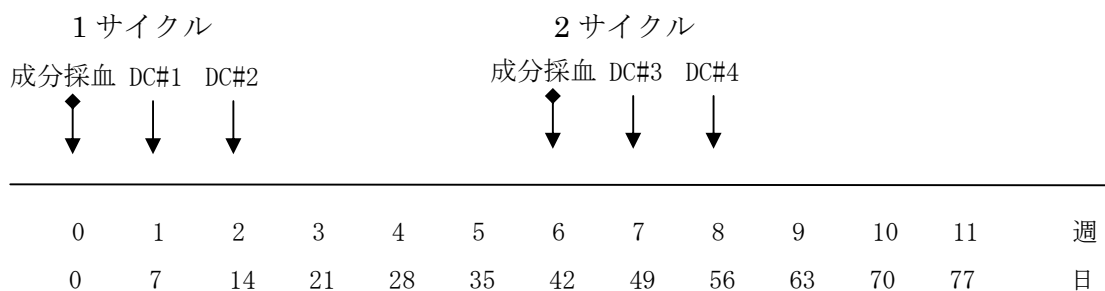 1 サイクル 2 サイクル
成分採血 DC#1 DC#2 成分採血 DC#3 DC#4
0 1 2 3 4 5 6 7 8 9 10 11 週
0 7 14 21 28 35 42 49 56 63 70 77 日